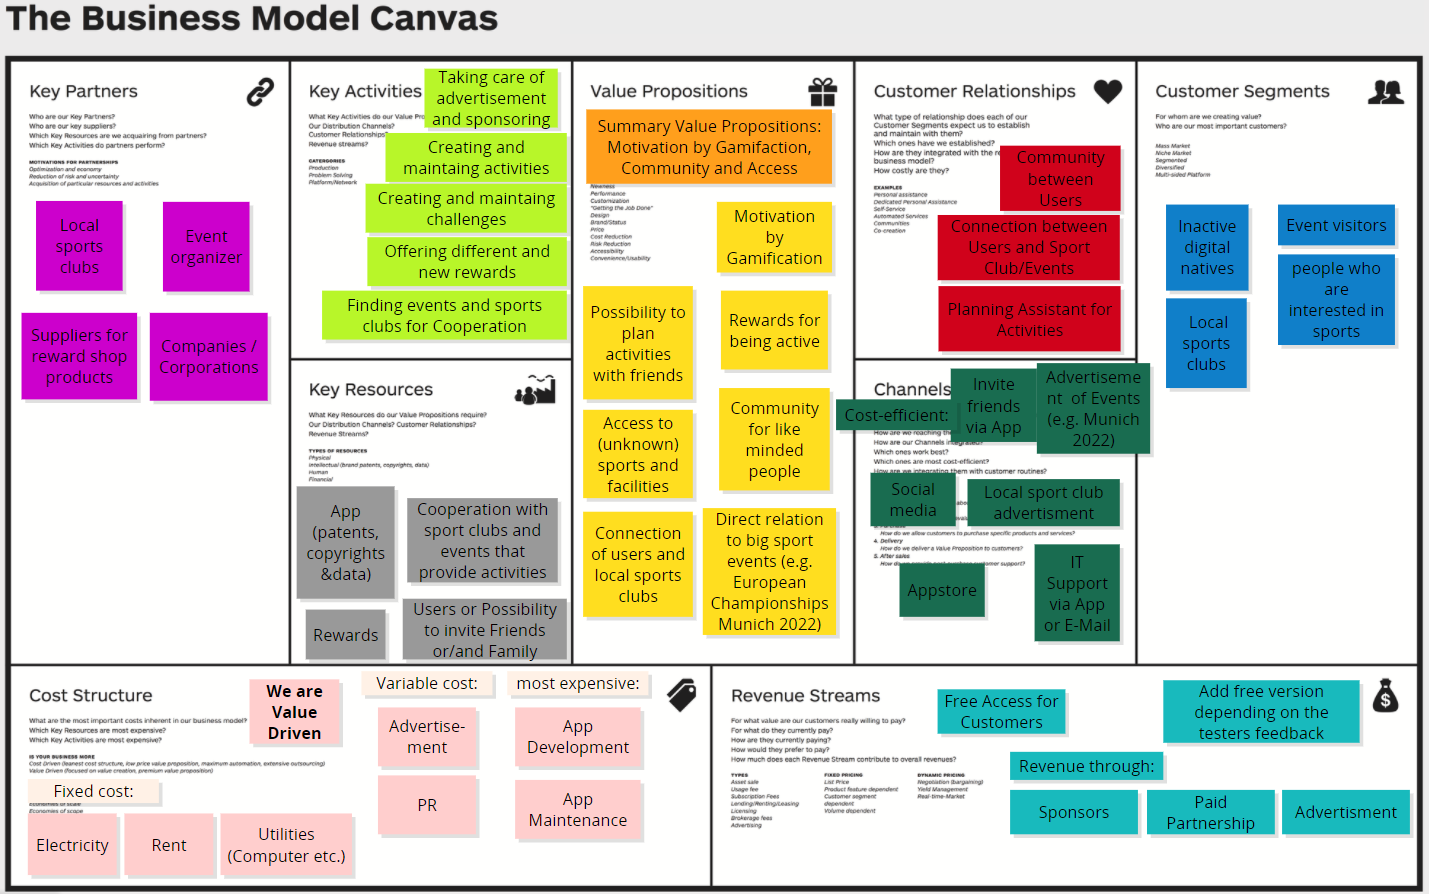 The Business Model Canvas
Key Partners
Who are our Key Partners?
Who are our key suppliers?
Which Key Resources are we acquiring from partners?
Which Key Activities do partners perform?
MOTIVATIONS FOR PARTNERSHIPS
Optimization and economy
Reduction of risk and uncertainty
Acquisition of particular resources and activities
Local
sports
clubs
Event
organizer
Suppliers for
reward shop
products
Companies /
Corporations
Key Activities
What Key Activities do our Value
Our Distribution Channels?
Customer Relationships
Revenue streams?
CATERGORIES
Production
Problem Solving
Platform/Network
Taking care of
advertisement
and sponsoring
Creating and
maintaing activities
Creating and maintaing
challenges
Offering different and
new rewards
Finding events and sports
clubs for Cooperation
Key Resources
What Key Resources do our Value Propositions require?
Our Distribution Channels? Customer Relationships?
Revenue Streams?
TYPES OF RESOURCES
Physical
Intellectual (brand patents, copyrights, data)
Human
Financial
App
(patents,
copyrights
&data)
Cooperation with
sport clubs and
events that
provide activities
Rewards
Users or Possibility
to invite Friends
or/and Family
Value Propositions
Summary Value Propositions:
Motivation by Gamifaction,
Community and Access
Newness
Performance
Customization
"Getting the Job Done"
Design
Brand/Status
Price
Cost Reduction
Risk Reduction
Accessibility
Convenience/Usability
Motivation
by
Gamification
Possibility to
plan
activities
with friends
Rewards for
being active
Access to
(unknown)
sports and
facilities
Community
for like
minded
people
Connection
of users and
local sports
clubs
Direct relation
to big sport
events (e.g.
European
Championships
Munich 2022)
Customer Relationships
What type of relationship does each of our
Customer Segments expect us to establish
and maintain with them?
Which ones have we established?
How are they integrated with the
business model?
How costly are they?
EXAMPLES
Personal assistance
Dedicated Personal Assistance
Self-Service
Automated Services
Communities
Co-creation
Community
between
Users
Connection between
Users and Sport
Club/Events
Planning Assistant for
Activities
Channels
Cost-efficient:
Invite
friends
via App
Advertiseme
nt of Events
(e.g. Munich
2022)
How are we reaching
How are our Channels integrated?
Which ones work best?
Which ones are most cost-efficient?
How are we integrating them with customer routines?
Social
media
Local sport club
advertisment
How do we allow customers to purchase specific products and services?
4. Delivery
How do we deliver a Value Proposition to customers?
5. After sales
customer support?
Appstore
IT
Support
via App
or E-Mail
Customer Segments
For whom are we creating value?
Who are our most important customers?
Mass Market
Niche Market
Segmented
Diversified
Multi-sided Platform
Inactive
digital
natives
Event visitors
people who
are
interested in
sports
Local
sports
clubs
Cost Structure
What are the most important costs inherent in our business model?
Which Key Resources are most expensive?
Which Key Activities are most expensive?
IS YOUR BUSINESS MORE
Cost Driven (leanest cost structure, low price value proposition, maximum automation, extensive outsourcing)
Value Driven (focused on value creation, premium value proposition)
We are
Value
Driven
Fixed cost:
Economies of scale
Economies of scope
Electricity
Rent
Utilities
(Computer etc.)
Variable cost:
Advertise-
ment
PR
most expensive:
App
Development
App
Maintenance
Revenue Streams
For what value are our customers really willing to pay?
For what do they currently pay?
How are they currently paying?
How would they prefer to pay?
How much does each Revenue Stream contribute to overall revenues?
TYPES
Asset sale
Usage fee
Subscription Fees
Lending/Renting/Leasing
Licensing
Brokerage fees
Advertising
FIXED PRICING
List Price
Product feature dependent
Customer segment
dependent
Volume dependent
DYNAMIC PRICING
Negotiation (bargaining)
Yield Management
Real-time-Market
Free Access for
Customers
Add free version
depending on the
testers feedback
Revenue through:
Sponsors
Paid
Partnership
Advertisment